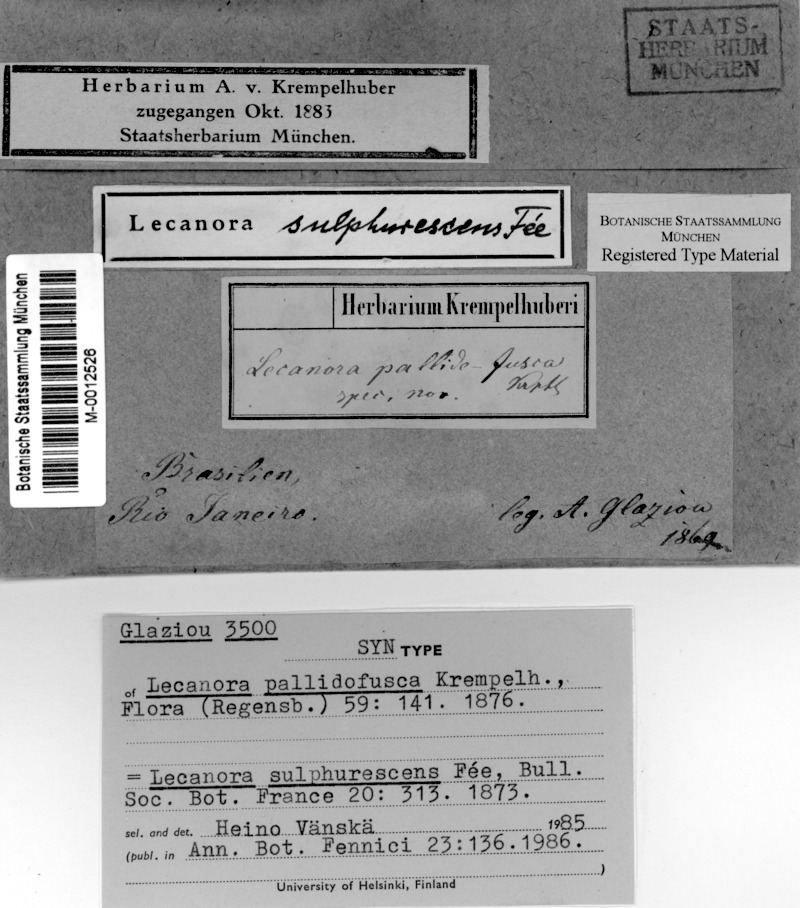 STAATS-
HERBARIUM
MÜNCHEN
Herbarium A. v. Krempelhuber
zugegangen Okt. 1883
Staatsherbarium München.
Lecanora sulphurescens Fée
BOTANISCHE STAATSSAMMLUNG
MÜNCHEN
Registered Type Material
Botanische Staatssammlung München
M-0012526
Herbarium Krempelhuberi
Lecanora pallido-fusca
spec. nov. Krphb
Brasilien,
Rio Janeiro.
leg. A. Glaziou
1869
Glaziou 3500
SYN TYPE
of Lecanora pallidofusca Krempelh.,
Flora (Regensb.) 59: 141. 1876.
= Lecanora sulphurescens Fée, Bull.
Soc. Bot. France 20: 313. 1873.
sel. and det. Heino Vänskä 1985
(publ. in Ann. Bot. Fennici 23:136.1986.
)
University of Helsinki, Finland